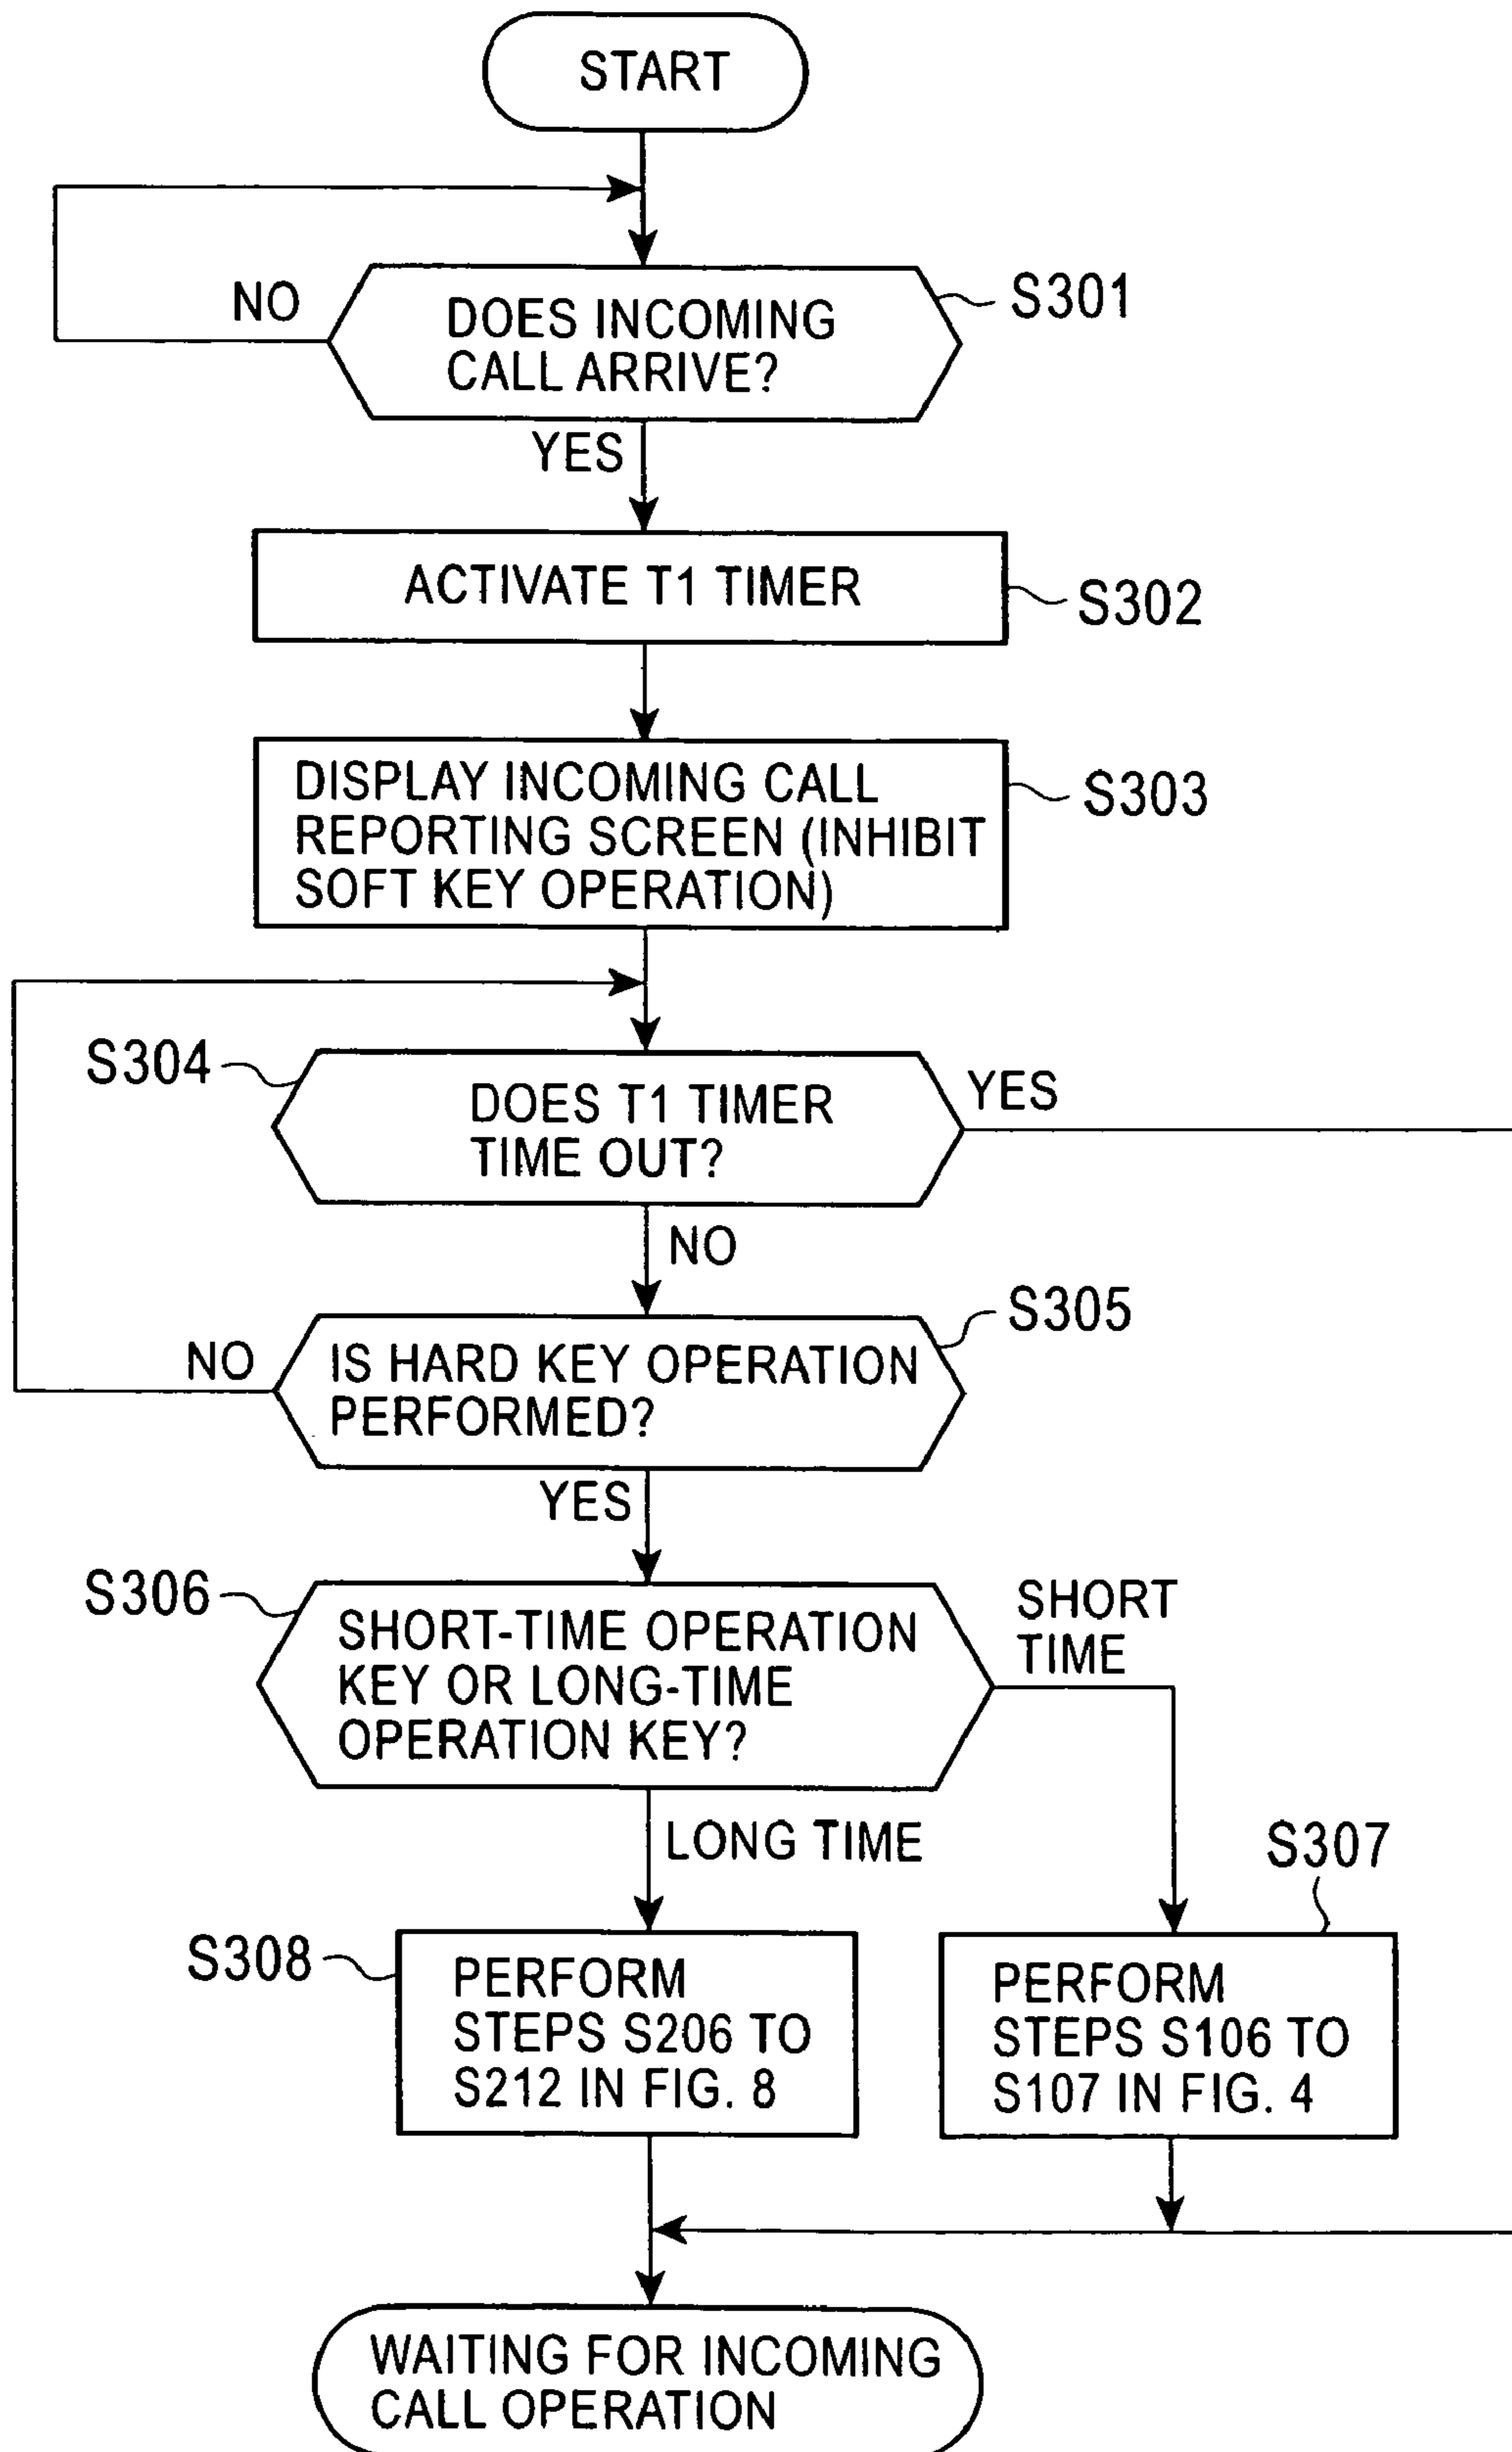 START
NO
DOES INCOMING
CALL ARRIVE?
S301
YES
ACTIVATE T1 TIMER
S302
DISPLAY INCOMING CALL
REPORTING SCREEN (INHIBIT
SOFT KEY OPERATION)
S303
S304
DOES T1 TIMER
TIME OUT?
YES
NO
S305
NO
IS HARD KEY OPERATION
PERFORMED?
YES
S306
SHORT-TIME OPERATION
KEY OR LONG-TIME
OPERATION KEY?
SHORT
TIME
LONG TIME
S307
S308
PERFORM
STEPS S206 TO
S212 IN FIG. 8
PERFORM
STEPS S106 TO
S107 IN FIG. 4
WAITING FOR INCOMING
CALL OPERATION